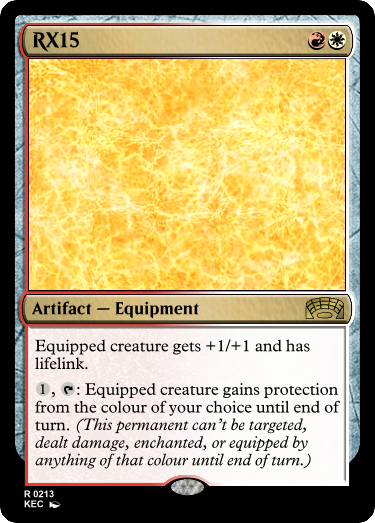 RX15
Artifact — Equipment
Equipped creature gets +1/+1 and has
lifelink.
1, : Equipped creature gains protection
from the colour of your choice until end of
turn. (This permanent can't be targeted,
dealt damage, enchanted, or equipped by
anything of that colour until end of turn.)
R 0213
KEC